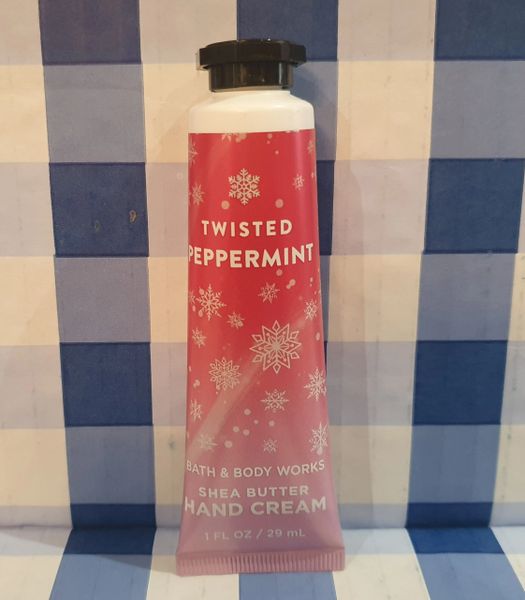 TWISTED
PEPPERMINT
BATH & BODY WORKS
SHEA BUTTER
HAND CREAM
1 FL OZ / 29 mL